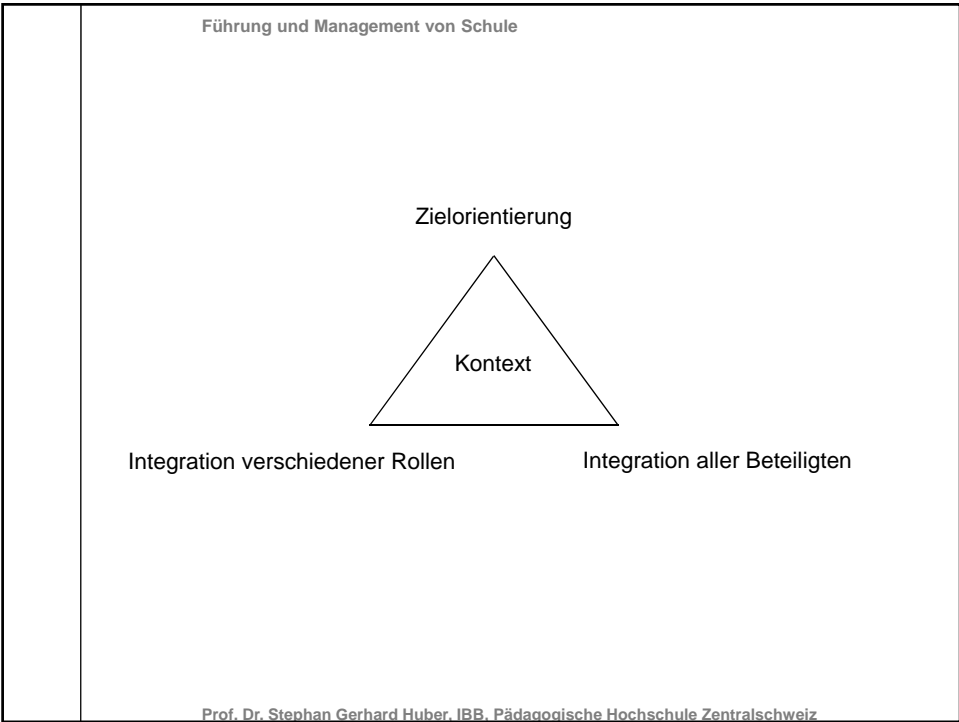 Führung und Management von Schule
Zielorientierung
Kontext
Integration verschiedener Rollen
Integration aller Beteiligten
Prof. Dr. Stephan Gerhard Huber, IBB, Pädagogische Hochschule Zentralschweiz